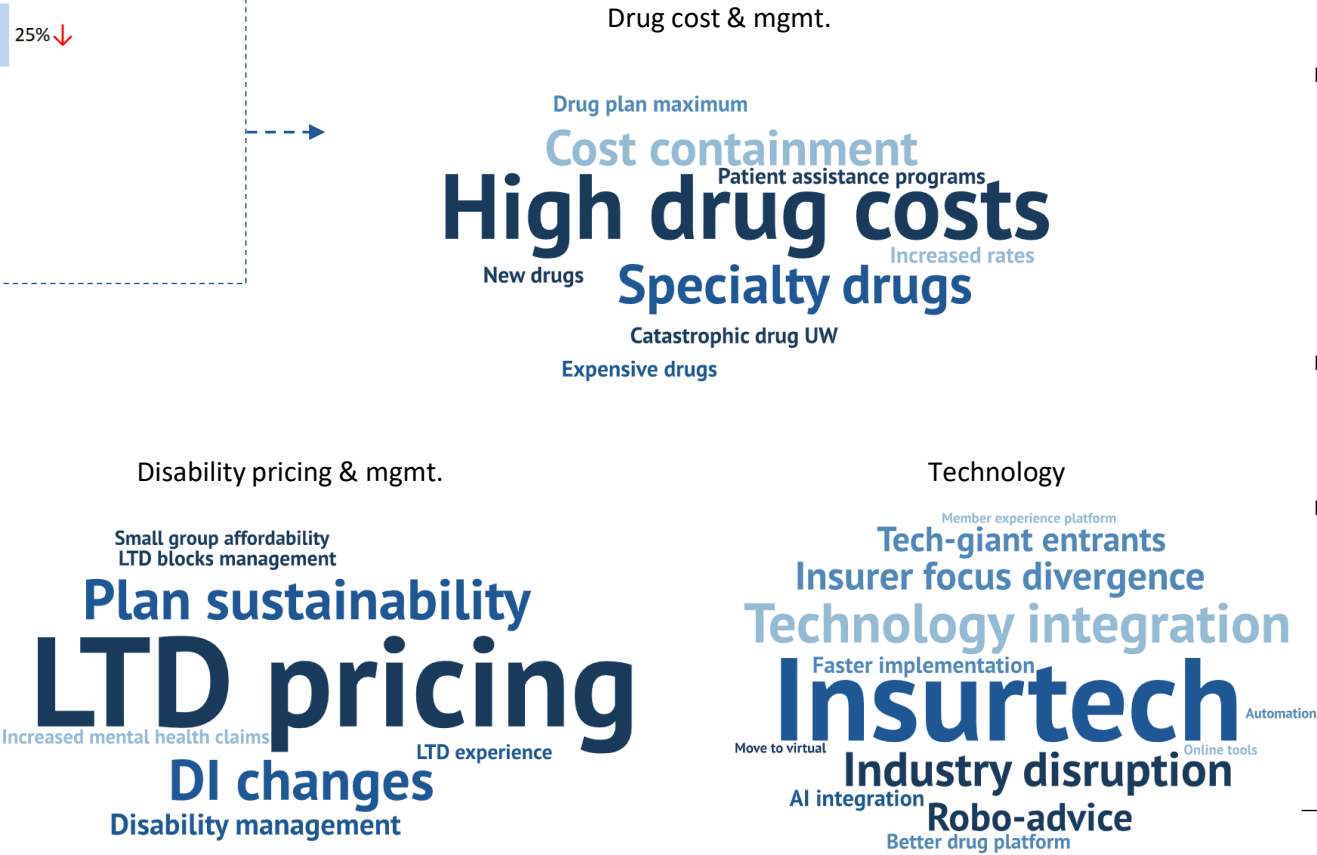 25%
Drug cost & mgmt.
Drug plan maximum
Cost containment
Patient assistance programs
High drug costs
Increased rates
New drugs
Specialty drugs
Catastrophic drug UW
Expensive drugs
Disability pricing & mgmt.
Small group affordability
LTD blocks management
Plan sustainability
LTD pricing
Increased mental health claims
LTD experience
DI changes
Disability management
Technology
Member experience platform
Tech-giant entrants
Insurer focus divergence
Technology integration
Faster implementation
Insurtech
Automation
Move to virtual
Online tools
Industry disruption
AI integration
Robo-advice
Better drug platform